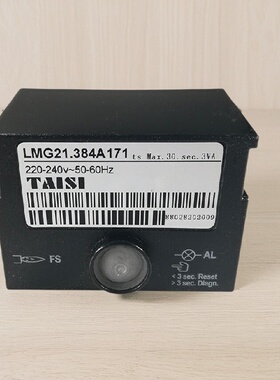 LMG21.384A171 ts Max.30.sec.3VA
220-240v~50-60Hz
TAISI
88028202009
FS
AL
< 3 sec. Reset
> 3 sec. Diagn.